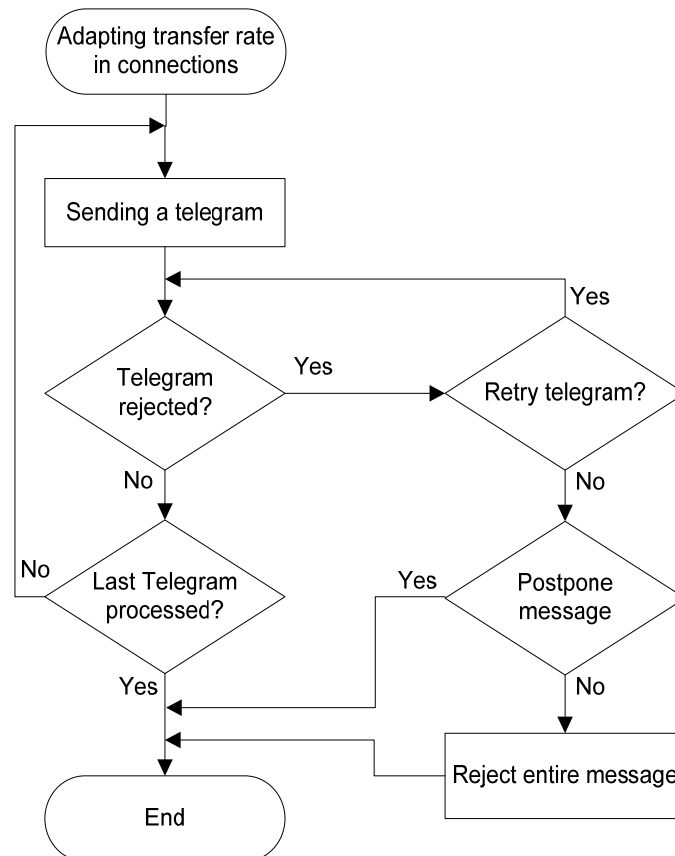 Adapting transfer rate
in connections
Sending a telegram
Yes
Telegram
rejected?
Yes
Retry telegram?
No
No
Last Telegram
processed?
No
Yes
Postpone
message
Yes
No
Reject entire message
End